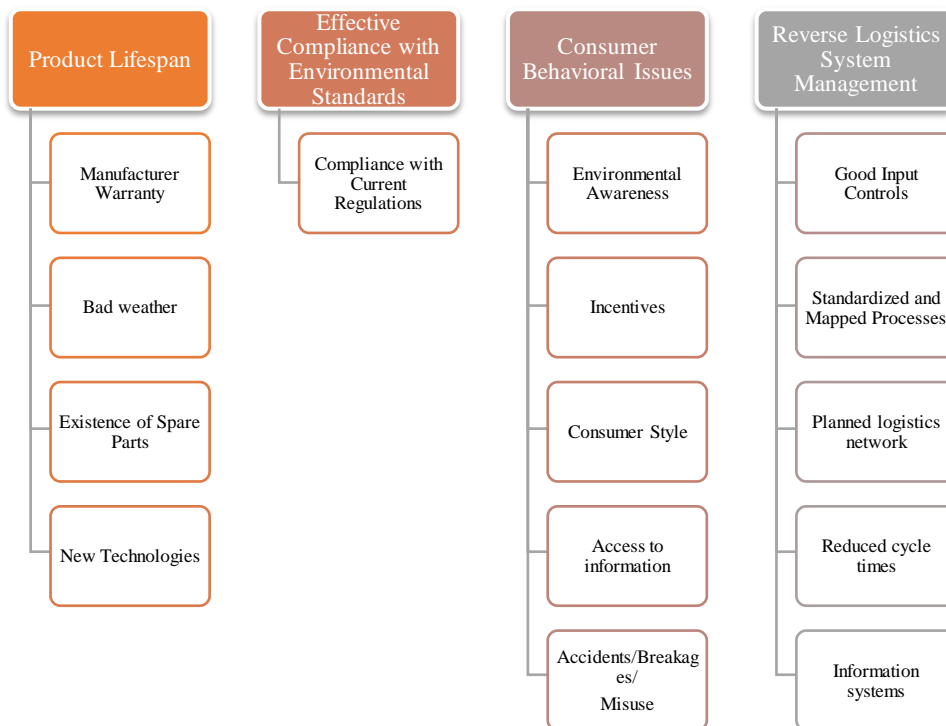 Product Lifespan
Manufacturer
Warranty
Bad weather
Existence of Spare
Parts
New Technologies
Effective
Compliance with
Environmental
Standards
Compliance with
Current
Regulations
Consumer
Behavioral Issues
Environmental
Awareness
Incentives
Consumer Style
Access to
information
Accidents/Breakag
es/
Misuse
Reverse Logistics
System
Management
Good Input
Controls
Standardized and
Mapped Processes
Planned logistics
network
Reduced cycle
times
Information
systems